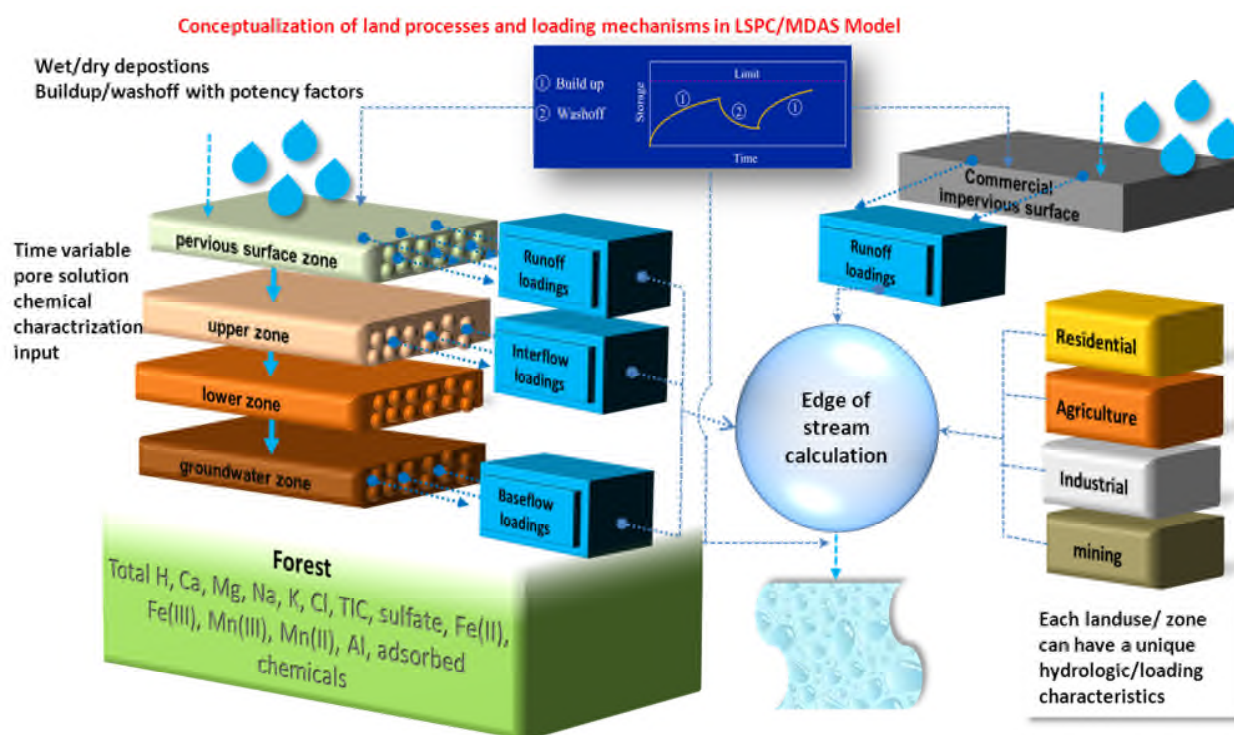 Conceptualization of land processes and loading mechanisms in LSPC/MDAS Model
Wet/dry depostions
Buildup/washoff with potency factors
① Build up
② Washoff
Storage
Limit
①
②
①
Time
Commercial
impervious surface
pervious surface zone
Runoff
loadings
Runoff
loadings
Time variable
pore solution
chemical
charactrization
input
upper zone
Interflow
loadings
lower zone
groundwater zone
Baseflow
loadings
Edge of
stream
calculation
Residential
Agriculture
Industrial
mining
Forest
Total H, Ca, Mg, Na, K, Cl, TIC, sulfate, Fe(II),
Fe(III), Mn(III), Mn(II), Al, adsorbed
chemicals
Each landuse/ zone
can have a unique
hydrologic/loading
characteristics